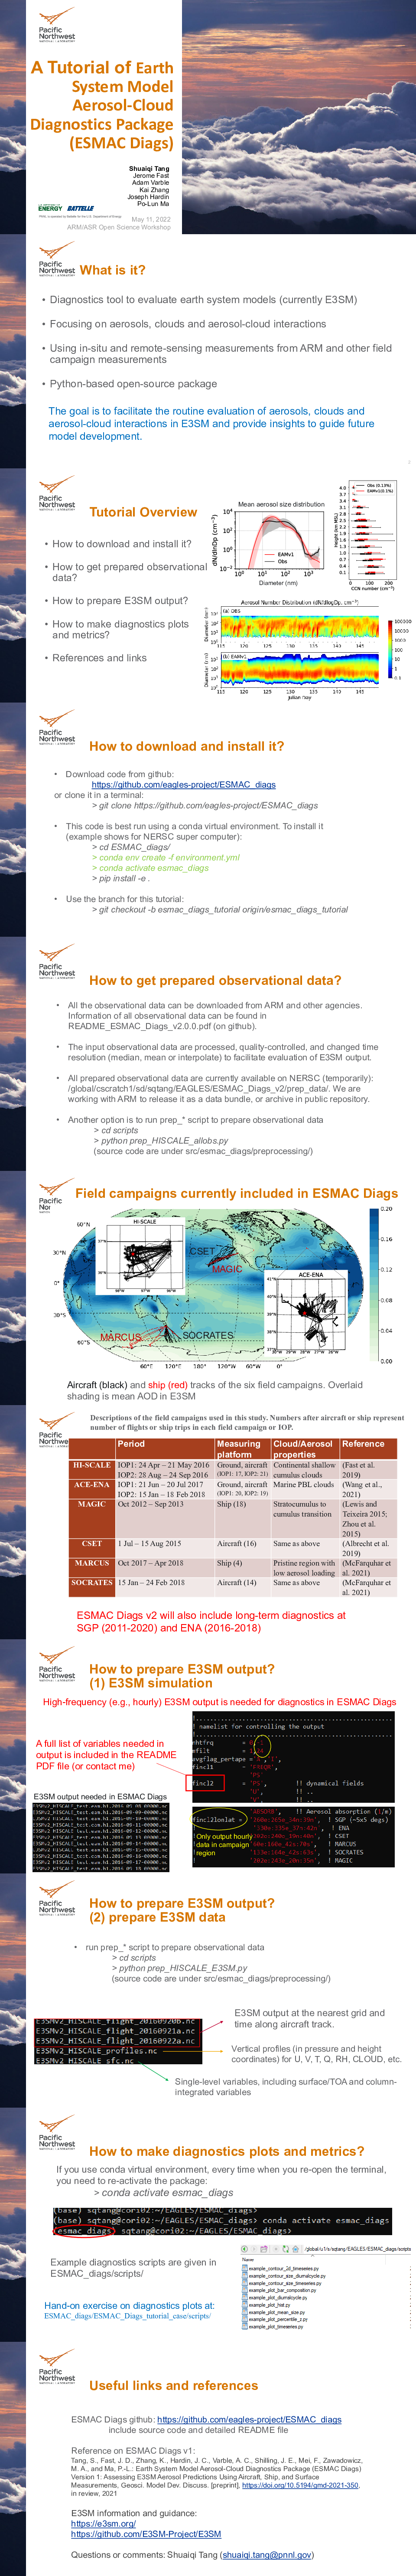 Pacific
Northwest
A Tutorial of Earth
System Model
Aerosol-Cloud
Diagnostics Package
(ESMAC Diags)
Shuaiqi Tang
Jerome Fast
Adam Varble
Kai Zhang
Joseph Hardin
Po-Lun Ma
ENERGY BATTELLE
May 11, 2022
ARM/ASR Open Science Workshop
Pacific
Northwest
What is it?
• Diagnostics tool to evaluate earth system models (currently E3SM)
• Focusing on aerosols, clouds and aerosol-cloud interactions
• Using in-situ and remote-sensing measurements from ARM and other field
campaign measurements
• Python-based open-source package
The goal is to facilitate the routine evaluation of aerosols, clouds and
aerosol-cloud interactions in E3SM and provide insights to guide future
model development.
Pacific
Northwest
Tutorial Overview
• How to download and install it?
• How to get prepared observational
data?
• How to prepare E3SM output?
• How to make diagnostics plots
and metrics?
• References and links
Mean aerosol size distribution
EAMv1
Obs
Diameter (nm)
CCN number (cm⁻³)
Aerosol Number Distribution (dN/dlogDp, cm⁻³)
(a) OBS
(b) EAMv1
Julian Day
Pacific
Northwest
How to download and install it?
• Download code from github:
https://github.com/eagles-project/ESMAC_diags
or clone it in a terminal:
> git clone https://github.com/eagles-project/ESMAC_diags
• This code is best run using a conda virtual environment. To install it
(example shows for NERSC super computer):
> cd ESMAC_diags/
> conda env create -f environment.yml
> conda activate esmac_diags
> pip install -e .
• Use the branch for this tutorial:
> git checkout -b esmac_diags_tutorial origin/esmac_diags_tutorial
Pacific
Northwest
How to get prepared observational data?
• All the observational data can be downloaded from ARM and other agencies.
Information of all observational data can be found in
README_ESMAC_Diags_v2.0.0.pdf (on github).
• The input observational data are processed, quality-controlled, and changed time
resolution (median, mean or interpolate) to facilitate evaluation of E3SM output.
• All prepared observational data are currently available on NERSC (temporarily):
/global/cscratch1/sd/sqtang/EAGLES/ESMAC_Diags_v2/prep_data/. We are
working with ARM to release it as a data bundle, or archive in public repository.
• Another option is to run prep_* script to prepare observational data
> cd scripts
> python prep_HISCALE_allobs.py
(source code are under src/esmac_diags/preprocessing/)
Pacific
Nor
Field campaigns currently included in ESMAC Diags
HI-SCALE
CSET
MAGIC
ACE-ENA
MARCUS
SOCRATES
60°N
30°N
0°
30°S
60°S
60°E 120°E 180° 120°W 60°W 0°
0.20
0.16
0.12
0.08
0.04
0.00
Aircraft (black) and ship (red) tracks of the six field campaigns. Overlaid
shading is mean AOD in E3SM
Pacific
Northwe
Descriptions of the field campaigns used in this study. Numbers after aircraft or ship represent
number of flights or ship trips in each field campaign or IOP.
Period Measuring platform Cloud/Aerosol properties Reference
HI-SCALE IOP1: 24 Apr – 21 May 2016 IOP2: 28 Aug – 24 Sep 2016 Ground, aircraft (IOP1: 17, IOP2: 21) Continental shallow cumulus clouds (Fast et al. 2019)
ACE-ENA IOP1: 21 Jun – 20 Jul 2017 IOP2: 15 Jan – 18 Feb 2018 Ground, aircraft (IOP1: 20, IOP2: 19) Marine PBL clouds (Wang et al., 2021)
MAGIC Oct 2012 – Sep 2013 Ship (18) Stratocumulus to cumulus transition (Lewis and Teixeira 2015; Zhou et al. 2015)
CSET 1 Jul – 15 Aug 2015 Aircraft (16) Same as above (Albrecht et al. 2019)
MARCUS Oct 2017 – Apr 2018 Ship (4) Pristine region with low aerosol loading (McFarquhar et al. 2021)
SOCRATES 15 Jan – 24 Feb 2018 Aircraft (14) Same as above (McFarquhar et al. 2021)
ESMAC Diags v2 will also include long-term diagnostics at
SGP (2011-2020) and ENA (2016-2018)
Pacific
Northwest
How to prepare E3SM output?
(1) E3SM simulation
High-frequency (e.g., hourly) E3SM output is needed for diagnostics in ESMAC Diags
A full list of variables needed in
output is included in the README
PDF file (or contact me)
! namelist for controlling the output
nhtfrq
mfilt
avgflap_pertape
fincl1
fincl2
!! dynamical fields
E3SM output needed in ESMAC Diags
fincl2lonlat
Only output hourly
data in campaign
region
Pacific
Northwest
How to prepare E3SM output?
(2) prepare E3SM data
• run prep_* script to prepare observational data
> cd scripts
> python prep_HISCALE_E3SM.py
(source code are under src/esmac_diags/preprocessing/)
E3SMv2_HISCALE_flight_20160920b.nc
E3SMv2_HISCALE_flight_20160921a.nc
E3SMv2_HISCALE_flight_20160922a.nc
E3SMv2_HISCALE_profiles.nc
E3SMv2_HISCALE_sfc.nc
E3SM output at the nearest grid and
time along aircraft track.
Vertical profiles (in pressure and height
coordinates) for U, V, T, Q, RH, CLOUD, etc.
Single-level variables, including surface/TOA and column-
integrated variables
Pacific
Northwest
How to make diagnostics plots and metrics?
If you use conda virtual environment, every time when you re-open the terminal,
you need to re-activate the package:
> conda activate esmac_diags
(base) sqtang@cori02:~/EAGLES/ESMAC_diags>
(base) sqtang@cori02:~/EAGLES/ESMAC_diags> conda activate esmac_diags
(esmac_diags) sqtang@cori02:~/EAGLES/ESMAC_diags>
Example diagnostics scripts are given in
ESMAC_diags/scripts/
Hand-on exercise on diagnostics plots at:
ESMAC_diags/ESMAC_Diags_tutorial_case/scripts/
Name
example_contour_2d_timeseries.py
example_contour_size_diurnalcycle.py
example_contour_size_timeseries.py
example_plot_bar_composition.py
example_plot_diurnalcycle.py
example_plot_hist.py
example_plot_mean_size.py
example_plot_percentile_z.py
example_plot_timeseries.py
Pacific
Northwest
Useful links and references
ESMAC Diags github: https://github.com/eagles-project/ESMAC_diags
include source code and detailed README file
Reference on ESMAC Diags v1:
Tang, S., Fast, J. D., Zhang, K., Hardin, J. C., Varble, A. C., Shilling, J. E., Mei, F., Zawadowicz,
M. A., and Ma, P.-L.: Earth System Model Aerosol-Cloud Diagnostics Package (ESMAC Diags)
Version 1: Assessing E3SM Aerosol Predictions Using Aircraft, Ship, and Surface
Measurements, Geosci. Model Dev. Discuss. [preprint], https://doi.org/10.5194/gmd-2021-350,
in review, 2021
E3SM information and guidance:
https://e3sm.org/
https://github.com/E3SM-Project/E3SM
Questions or comments: Shuaiqi Tang (shuaiqi.tang@pnnl.gov)